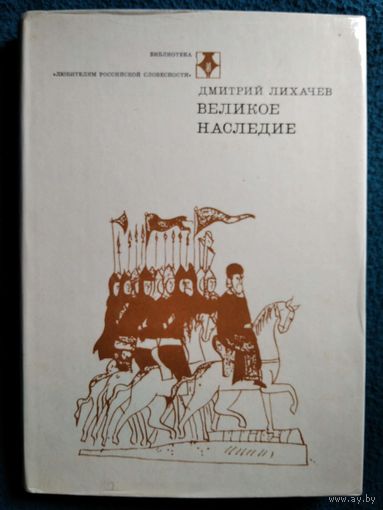 БИБЛИОТЕКА
«ЛЮБИТЕЛЯМ РОССИЙСКОЙ СЛОВЕСНОСТИ»
ДМИТРИЙ ЛИХАЧЕВ
ВЕЛИКОЕ
НАСЛЕДИЕ
www.ay.by